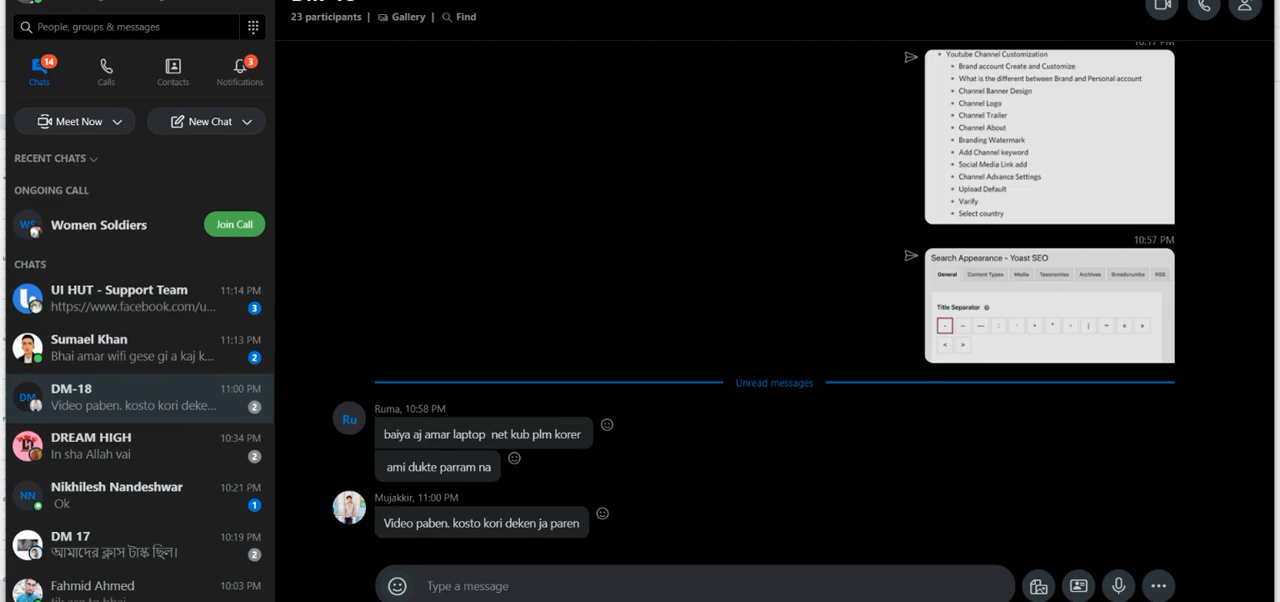 People, groups & messages
14
3
Chats
Calls
Contacts
Notifications
Meet Now
New Chat
RECENT CHATS
ONGOING CALL
WS
Women Soldiers
Join Call
CHATS
UI HUT - Support Team
11:14 PM
https://www.facebook.com/u...
3
Sumael Khan
11:13 PM
Bhai amar wifi gese gi a kaj k...
2
DM
DM-18
11:00 PM
Video paben. kosto kori deke...
2
DREAM HIGH
10:34 PM
In sha Allah vai
2
NN
Nikhilesh Nandeshwar
10:21 PM
Ok
1
DM 17
10:19 PM
আমাদের ক্লাস টাস্ক ছিল।
2
Fahmid Ahmed
10:03 PM
23 participants | Gallery | Find
10:17 PM
Youtube Channel Customization
Brand account Create and Customize
What is the different between Brand and Personal account
Channel Banner Design
Channel Logo
Channel Trailer
Channel About
Branding Watermark
Add Channel keyword
Social Media Link add
Channel Advance Settings
Upload Default
Varify
Select country
10:57 PM
Search Appearance - Yoast SEO
General Content Types Media Taxonomies Archives Breadcrumbs RSS
Title Separator
Unread messages
Ru
Ruma, 10:58 PM
baiya aj amar laptop net kub plm korer
ami dukte parram na
Mujakkir, 11:00 PM
Video paben. kosto kori deken ja paren
Type a message